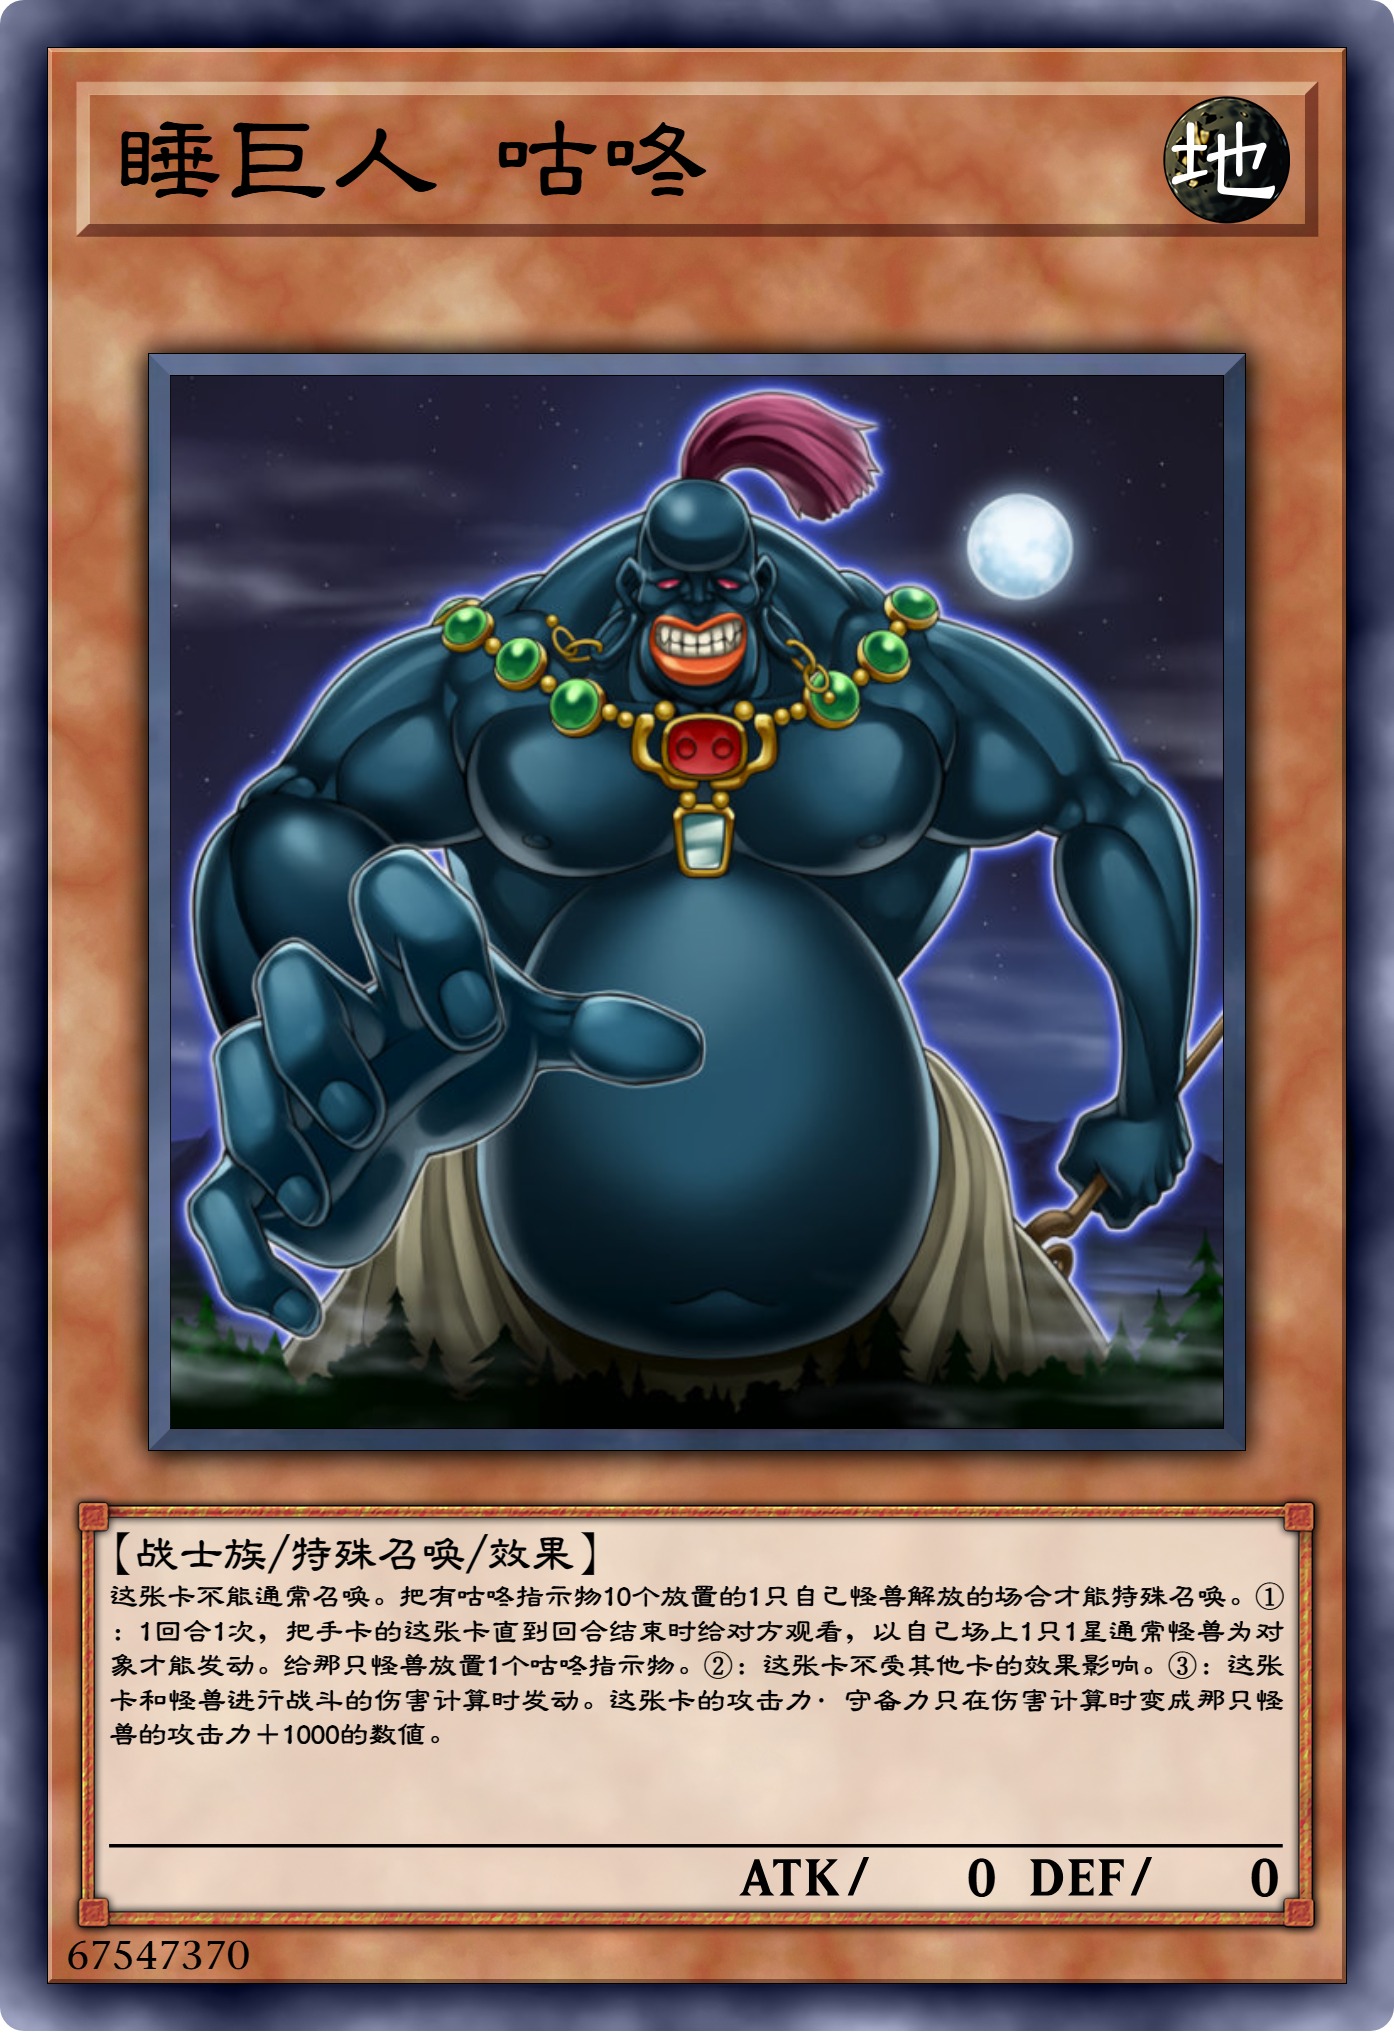 睡巨人 咕咚
地
【战士族/特殊召唤/效果】
这张卡不能通常召唤。把有咕咚指示物10个放置的1只自己怪兽解放的场合才能特殊召唤。①
：1回合1次，把手卡的这张卡直到回合结束时给对方观看，以自己场上1只1星通常怪兽为对
象才能发动。给那只怪兽放置1个咕咚指示物。②：这张卡不受其他卡的效果影响。③：这张
卡和怪兽进行战斗的伤害计算时发动。这张卡的攻击力·守备力只在伤害计算时变成那只怪
兽的攻击力＋1000的数值。
ATK/ 0 DEF/ 0
67547370